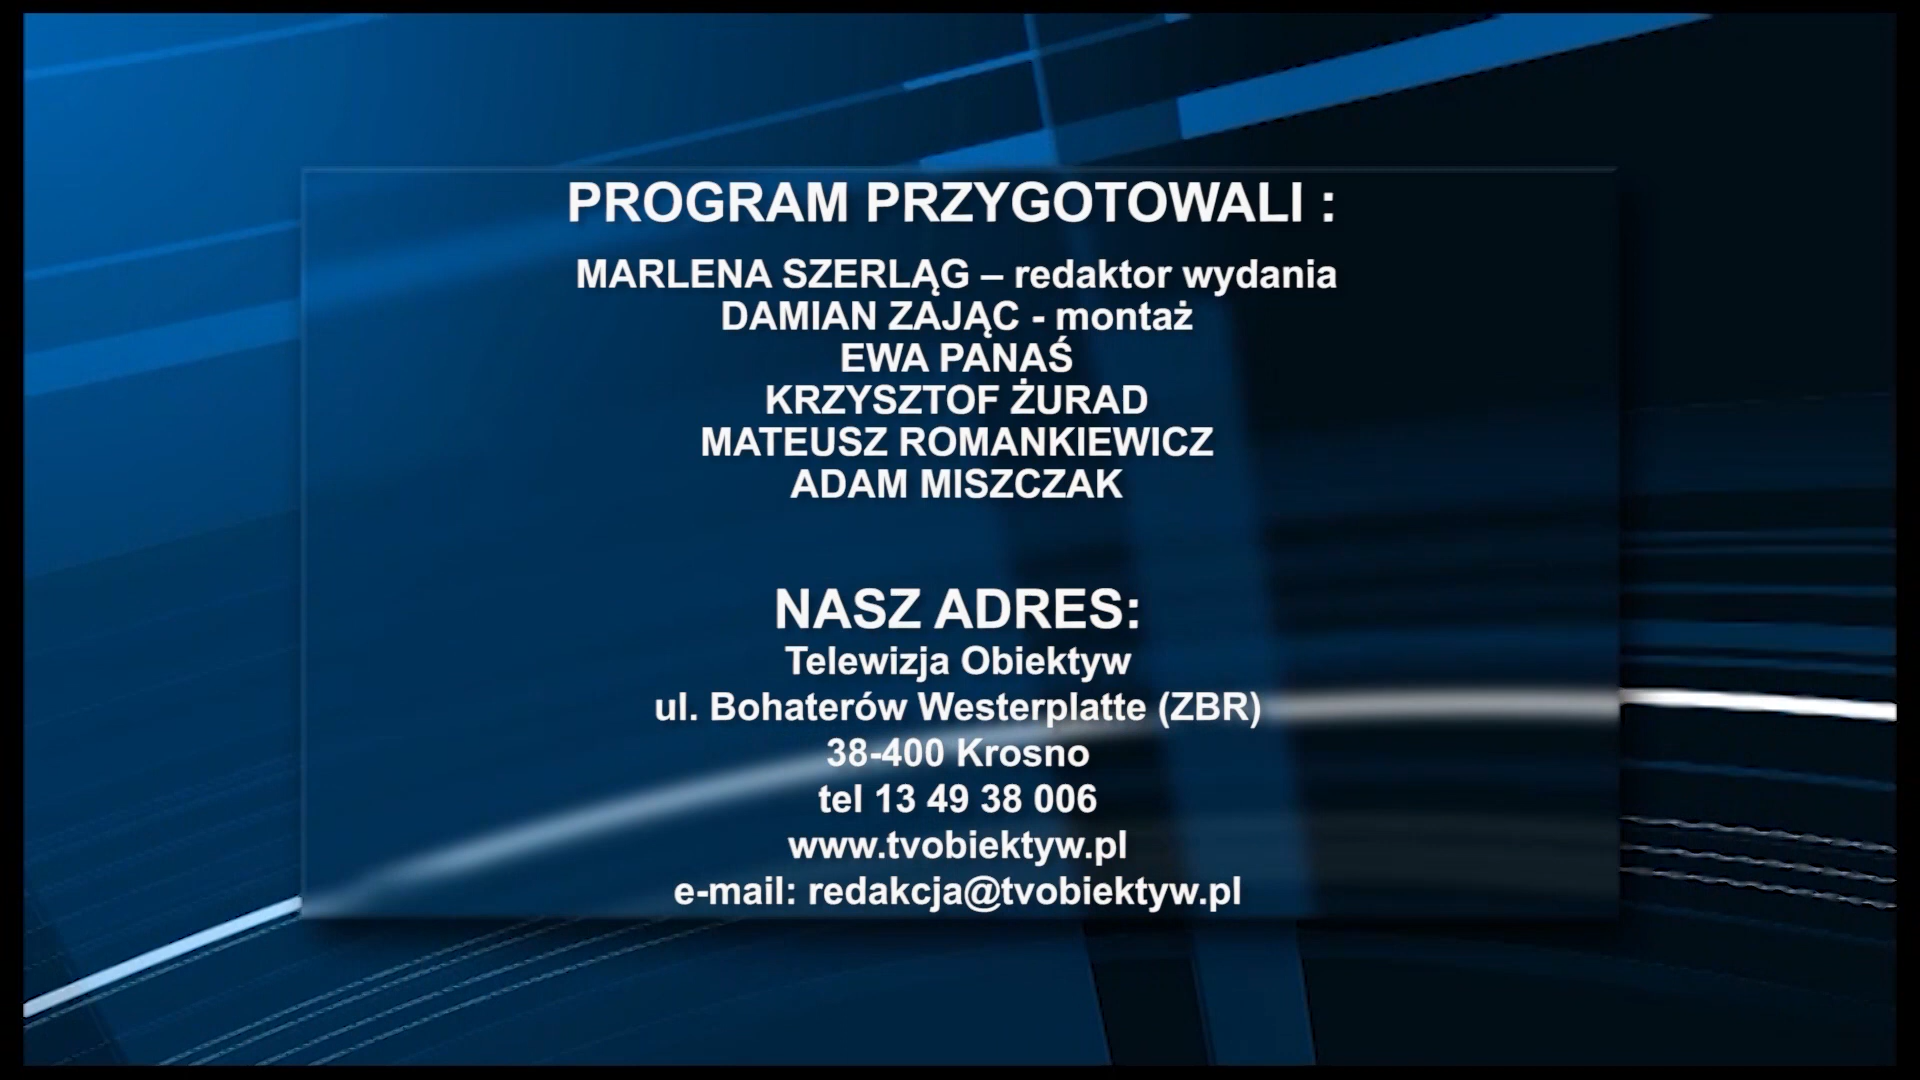 PROGRAM PRZYGOTOWALI :
MARLENA SZERLĄG – redaktor wydania
DAMIAN ZAJĄC - montaż
EWA PANAŚ
KRZYSZTOF ŻURAD
MATEUSZ ROMANKIEWICZ
ADAM MISZCZAK
NASZ ADRES:
Telewizja Obiektyw
ul. Bohaterów Westerplatte (ZBR)
38-400 Krosno
tel 13 49 38 006
www.tvobiektyw.pl
e-mail: redakcja@tvobiektyw.pl